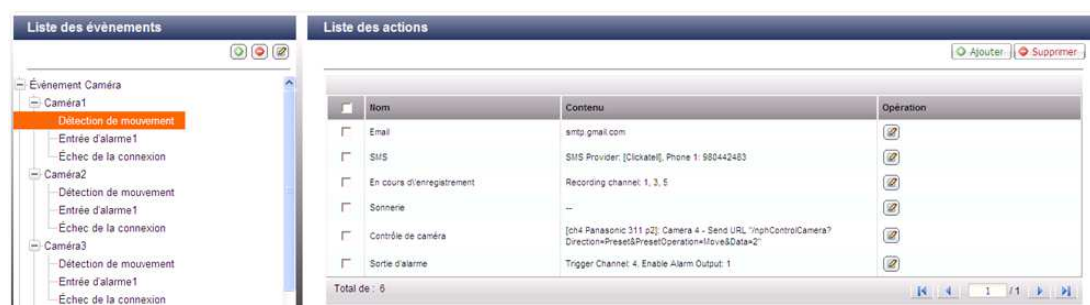 Liste des évènements
Évènement Caméra
Caméra1
Détection de mouvement
Entrée d'alarme1
Échec de la connexion
Caméra2
Détection de mouvement
Entrée d'alarme1
Échec de la connexion
Caméra3
Détection de mouvement
Entrée d'alarme1
Échec de la connexion
Liste des actions
Ajouter Supprimer
Nom Contenu Opération
Email smtp.gmail.com
SMS SMS Provider: [Clickatell], Phone 1: 980442483
En cours d\'enregistrement Recording channel: 1, 3, 5
Sonnerie --
Contrôle de caméra [ch4 Panasonic 311 p2]: Camera 4 - Send URL "/nphControlCamera?
Direction=Preset&PresetOperation=Move&Data=2"
Sortie d'alarme Trigger Channel: 4, Enable Alarm Output: 1
Total de : 6 1 /1